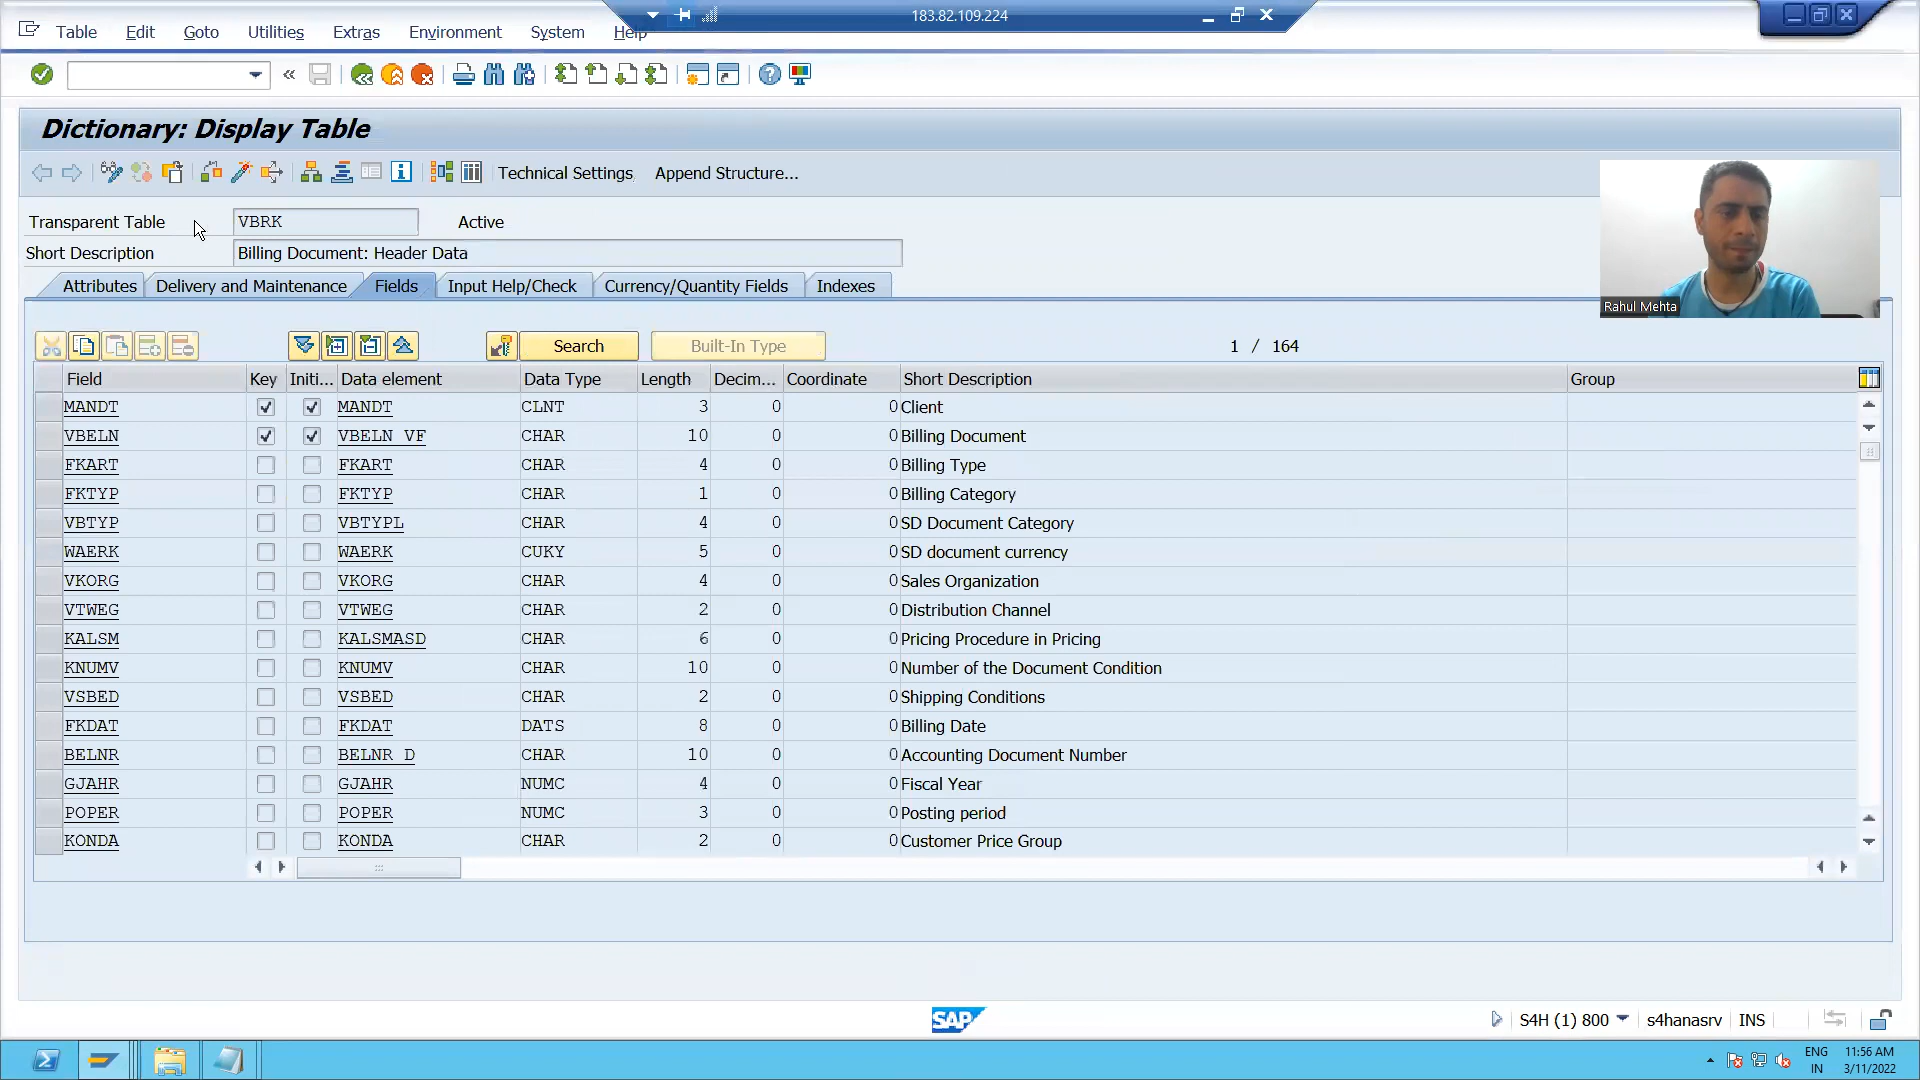 183.82.109.224
Table Edit Goto Utilities Extras Environment System Help
Dictionary: Display Table
Technical Settings Append Structure...
Transparent Table VBRK Active
Short Description Billing Document: Header Data
Rahul Mehta
Attributes Delivery and Maintenance Fields Input Help/Check Currency/Quantity Fields Indexes
Search Built-In Type 1 / 164
Field Key Initi... Data element Data Type Length Decim... Coordinate Short Description Group
MANDT MANDT CLNT 3 0 0 Client
VBELN VBELN_VF CHAR 10 0 0 Billing Document
FKART FKART CHAR 4 0 0 Billing Type
FKTYP FKTYP CHAR 1 0 0 Billing Category
VBTYP VBTYPL CHAR 4 0 0 SD Document Category
WAERK WAERK CUKY 5 0 0 SD document currency
VKORG VKORG CHAR 4 0 0 Sales Organization
VTWEG VTWEG CHAR 2 0 0 Distribution Channel
KALSM KALSMASD CHAR 6 0 0 Pricing Procedure in Pricing
KNUMV KNUMV CHAR 10 0 0 Number of the Document Condition
VSBED VSBED CHAR 2 0 0 Shipping Conditions
FKDAT FKDAT DATS 8 0 0 Billing Date
BELNR BELNR_D CHAR 10 0 0 Accounting Document Number
GJAHR GJAHR NUMC 4 0 0 Fiscal Year
POPER POPER NUMC 3 0 0 Posting period
KONDA KONDA CHAR 2 0 0 Customer Price Group
SAP S4H (1) 800 s4hanasrv INS
ENG 11:56 AM
IN 3/11/2022